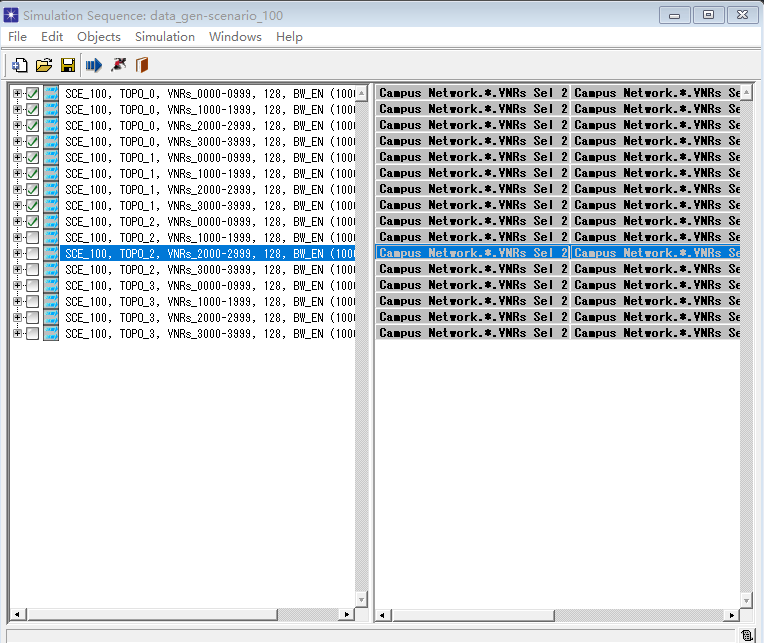 Simulation Sequence: data_gen-scenario_100
File Edit Objects Simulation Windows Help
SCE_100, TOPO_0, VNRs_0000-0999, 128, BW_EN (100 Campus Network.*.VNRs Sel 2 Campus Network.*.VNRs Se
SCE_100, TOPO_0, VNRs_1000-1999, 128, BW_EN (100 Campus Network.*.VNRs Sel 2 Campus Network.*.VNRs Se
SCE_100, TOPO_0, VNRs_2000-2999, 128, BW_EN (100 Campus Network.*.VNRs Sel 2 Campus Network.*.VNRs Se
SCE_100, TOPO_0, VNRs_3000-3999, 128, BW_EN (100 Campus Network.*.VNRs Sel 2 Campus Network.*.VNRs Se
SCE_100, TOPO_1, VNRs_0000-0999, 128, BW_EN (100 Campus Network.*.VNRs Sel 2 Campus Network.*.VNRs Se
SCE_100, TOPO_1, VNRs_1000-1999, 128, BW_EN (100 Campus Network.*.VNRs Sel 2 Campus Network.*.VNRs Se
SCE_100, TOPO_1, VNRs_2000-2999, 128, BW_EN (100 Campus Network.*.VNRs Sel 2 Campus Network.*.VNRs Se
SCE_100, TOPO_1, VNRs_3000-3999, 128, BW_EN (100 Campus Network.*.VNRs Sel 2 Campus Network.*.VNRs Se
SCE_100, TOPO_2, VNRs_0000-0999, 128, BW_EN (100 Campus Network.*.VNRs Sel 2 Campus Network.*.VNRs Se
SCE_100, TOPO_2, VNRs_1000-1999, 128, BW_EN (100 Campus Network.*.VNRs Sel 2 Campus Network.*.VNRs Se
SCE_100, TOPO_2, VNRs_2000-2999, 128, BW_EN (100 Campus Network.*.VNRs Sel 2 Campus Network.*.VNRs Se
SCE_100, TOPO_2, VNRs_3000-3999, 128, BW_EN (100 Campus Network.*.VNRs Sel 2 Campus Network.*.VNRs Se
SCE_100, TOPO_3, VNRs_0000-0999, 128, BW_EN (100 Campus Network.*.VNRs Sel 2 Campus Network.*.VNRs Se
SCE_100, TOPO_3, VNRs_1000-1999, 128, BW_EN (100 Campus Network.*.VNRs Sel 2 Campus Network.*.VNRs Se
SCE_100, TOPO_3, VNRs_2000-2999, 128, BW_EN (100 Campus Network.*.VNRs Sel 2 Campus Network.*.VNRs Se
SCE_100, TOPO_3, VNRs_3000-3999, 128, BW_EN (100 Campus Network.*.VNRs Sel 2 Campus Network.*.VNRs Se